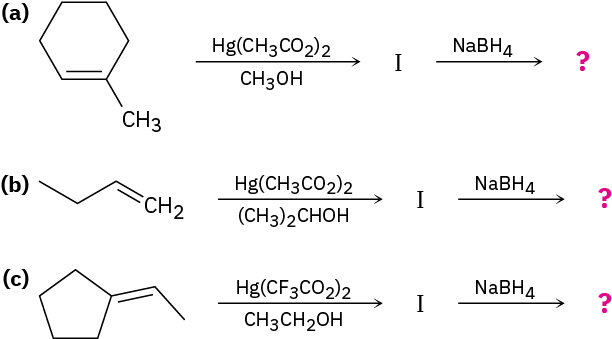 (a)
Hg(CH3CO2)2
CH3OH
I
NaBH4
?
CH3
(b)
CH2
Hg(CH3CO2)2
(CH3)2CHOH
I
NaBH4
?
(c)
Hg(CF3CO2)2
CH3CH2OH
I
NaBH4
?